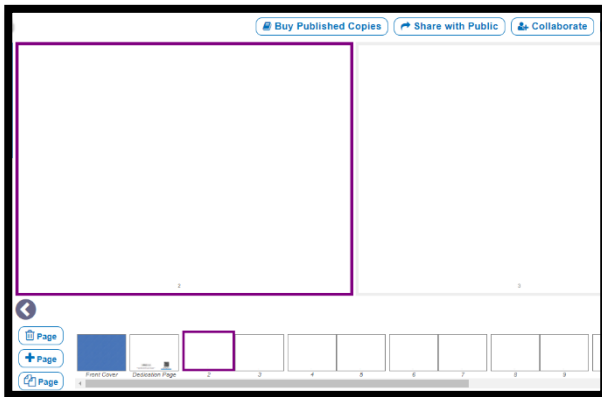 Buy Published Copies
Share with Public
Collaborate
2
3
Page
Page
Page
Front Cover
Dedication Page
2
3
4
6
7
8
9